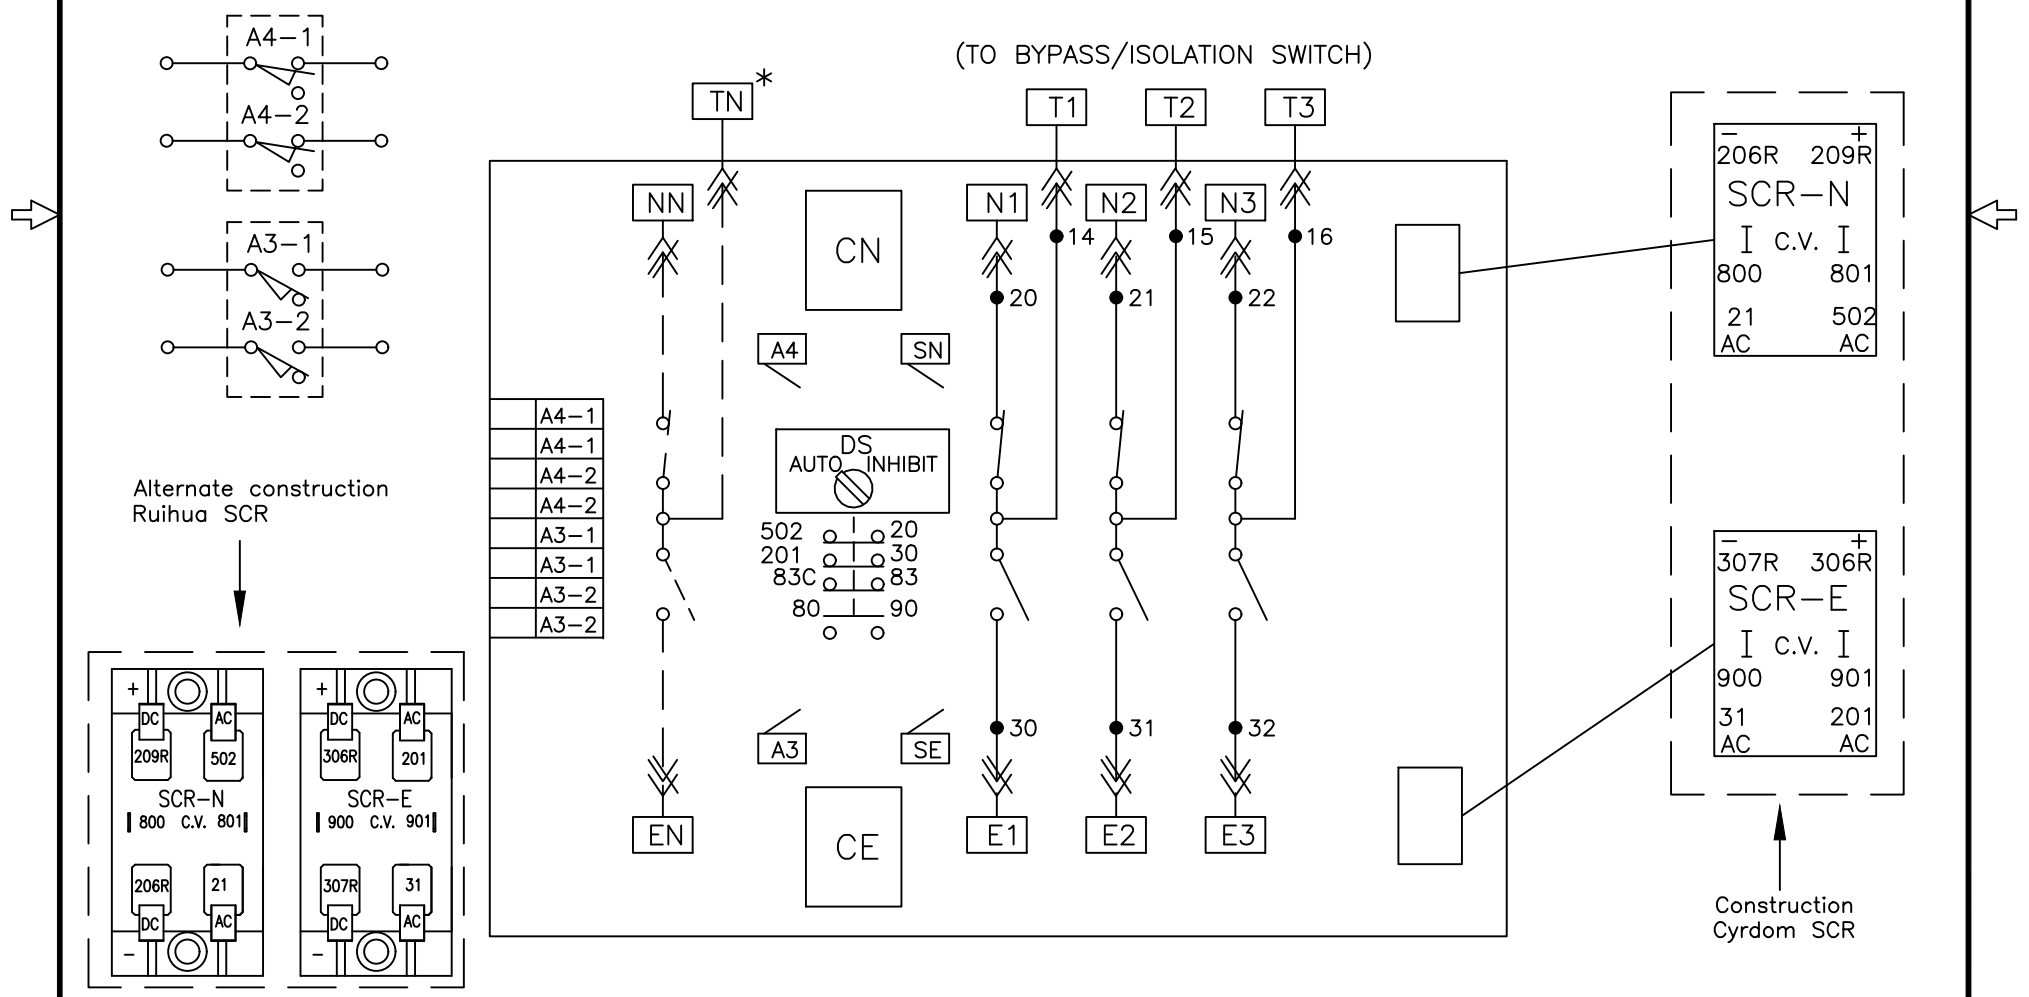 A4-1
A4-2
A3-1
A3-2
Alternate construction
Ruihua SCR
+ +
DC AC DC AC
209R 502 306R 201
SCR-N SCR-E
800 C.V. 801 900 C.V. 901
206R 21 307R 31
DC AC DC AC
- -
(TO BYPASS/ISOLATION SWITCH)
TN * T1 T2 T3
NN N1 N2 N3
CN
14 15 16
20 21 22
A4 SN
A4-1
A4-1
A4-2
A4-2
A3-1
A3-1
A3-2
A3-2
DS
AUTO INHIBIT
502 20
201 30
83C 83
80 90
30 31 32
A3 SE
EN E1 E2 E3
CE
- +
206R 209R
SCR-N
C.V.
800 801
21 502
AC AC
- +
307R 306R
SCR-E
C.V.
900 901
31 201
AC AC
Construction
Cyrdom SCR